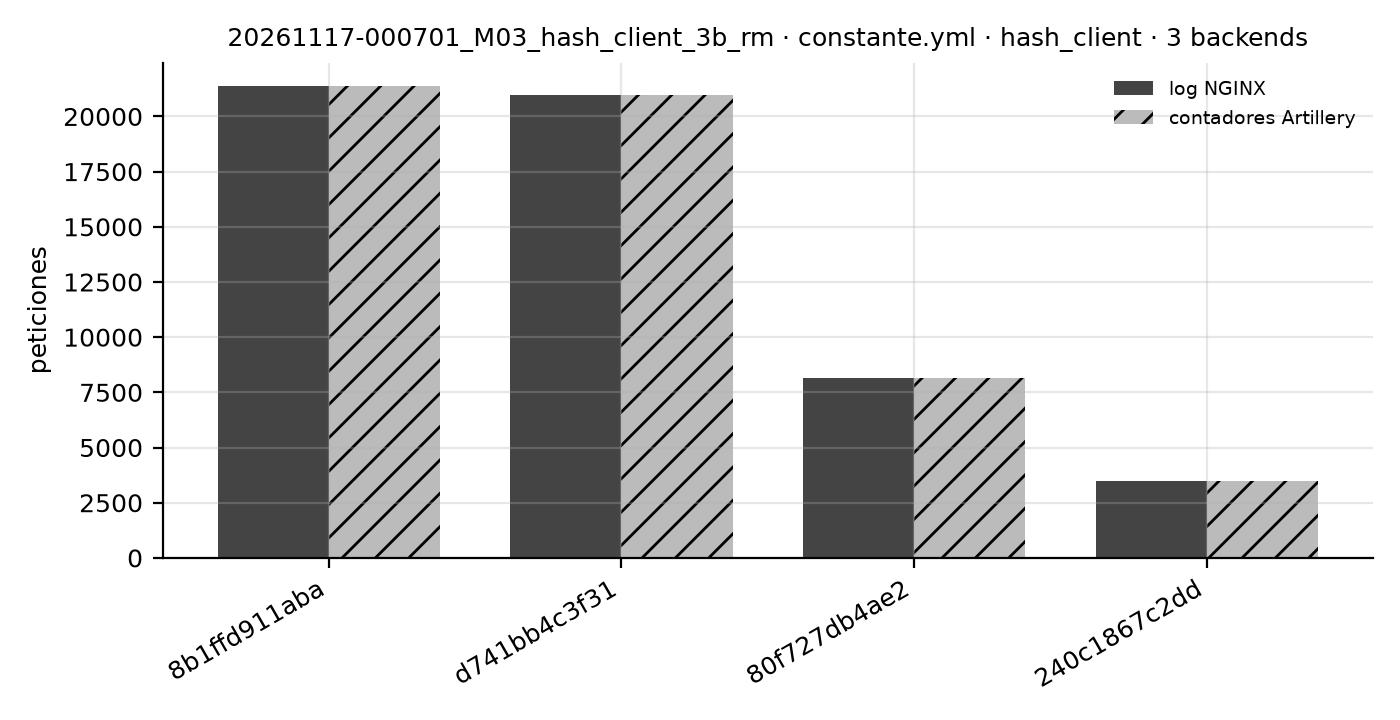 20261117-000701_M03_hash_client_3b_rm · constante.yml · hash_client · 3 backends
log NGINX
contadores Artillery
peticiones
20000
17500
15000
12500
10000
7500
5000
2500
0
8b1ffd911aba
d741bb4c3f31
80f727db4ae2
240c1867c2dd